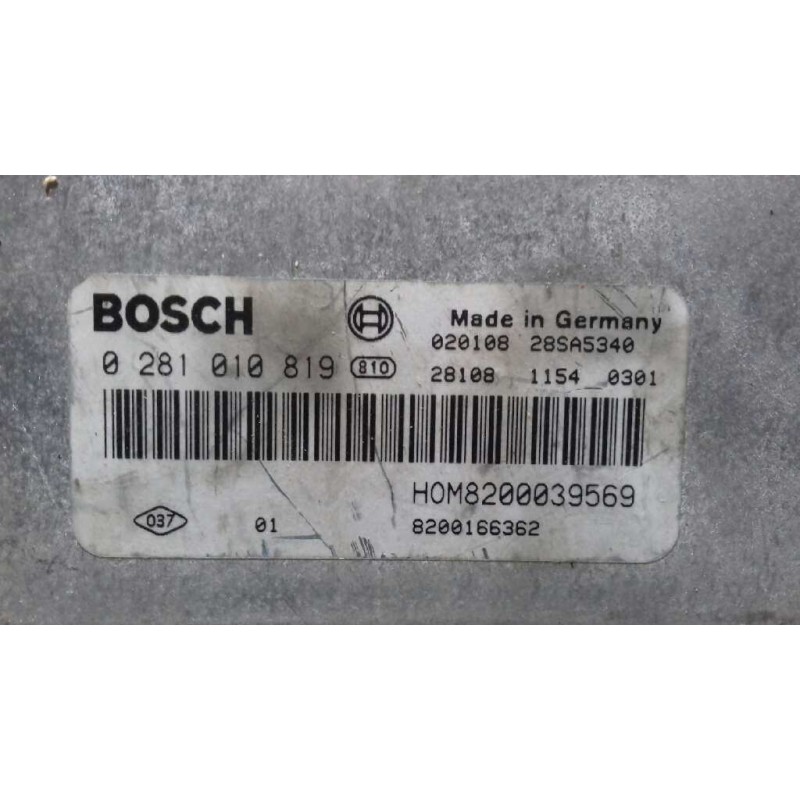 BOSCH Made in Germany
020108 28SA5340
0 281 010 819 810 28108 1154 0301
HOM8200039569
037 01 8200166362